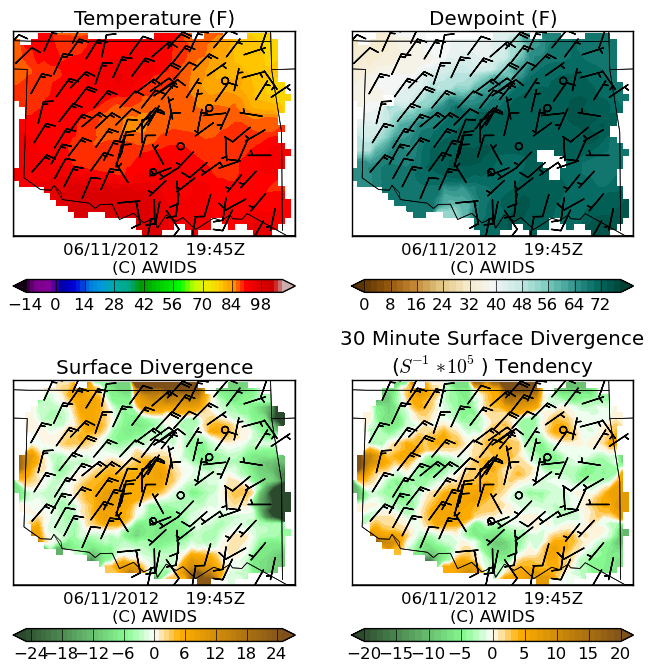 Temperature (F)
Dewpoint (F)
06/11/2012 19:45Z
(C) AWIDS
−14 0 14 28 42 56 70 84 98
06/11/2012 19:45Z
(C) AWIDS
0 8 16 24 32 40 48 56 64 72
Surface Divergence
30 Minute Surface Divergence
(S⁻¹ *10⁵ ) Tendency
06/11/2012 19:45Z
(C) AWIDS
−24 −18 −12 −6 0 6 12 18 24
06/11/2012 19:45Z
(C) AWIDS
−20 −15 −10 −5 0 5 10 15 20